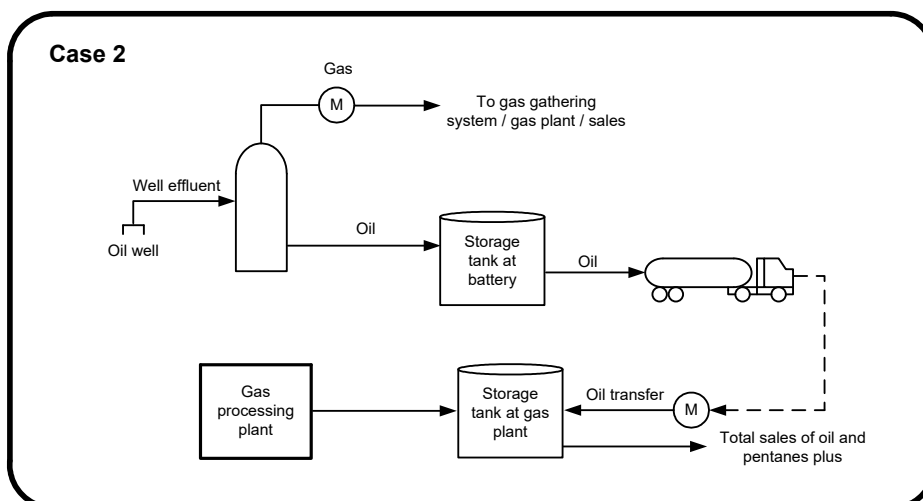 Case 2
Gas
M
To gas gathering
system / gas plant / sales
Well effluent
Oil well
Oil
Storage
tank at
battery
Oil
Gas
processing
plant
Storage
tank at gas
plant
Oil transfer
M
Total sales of oil and
pentanes plus